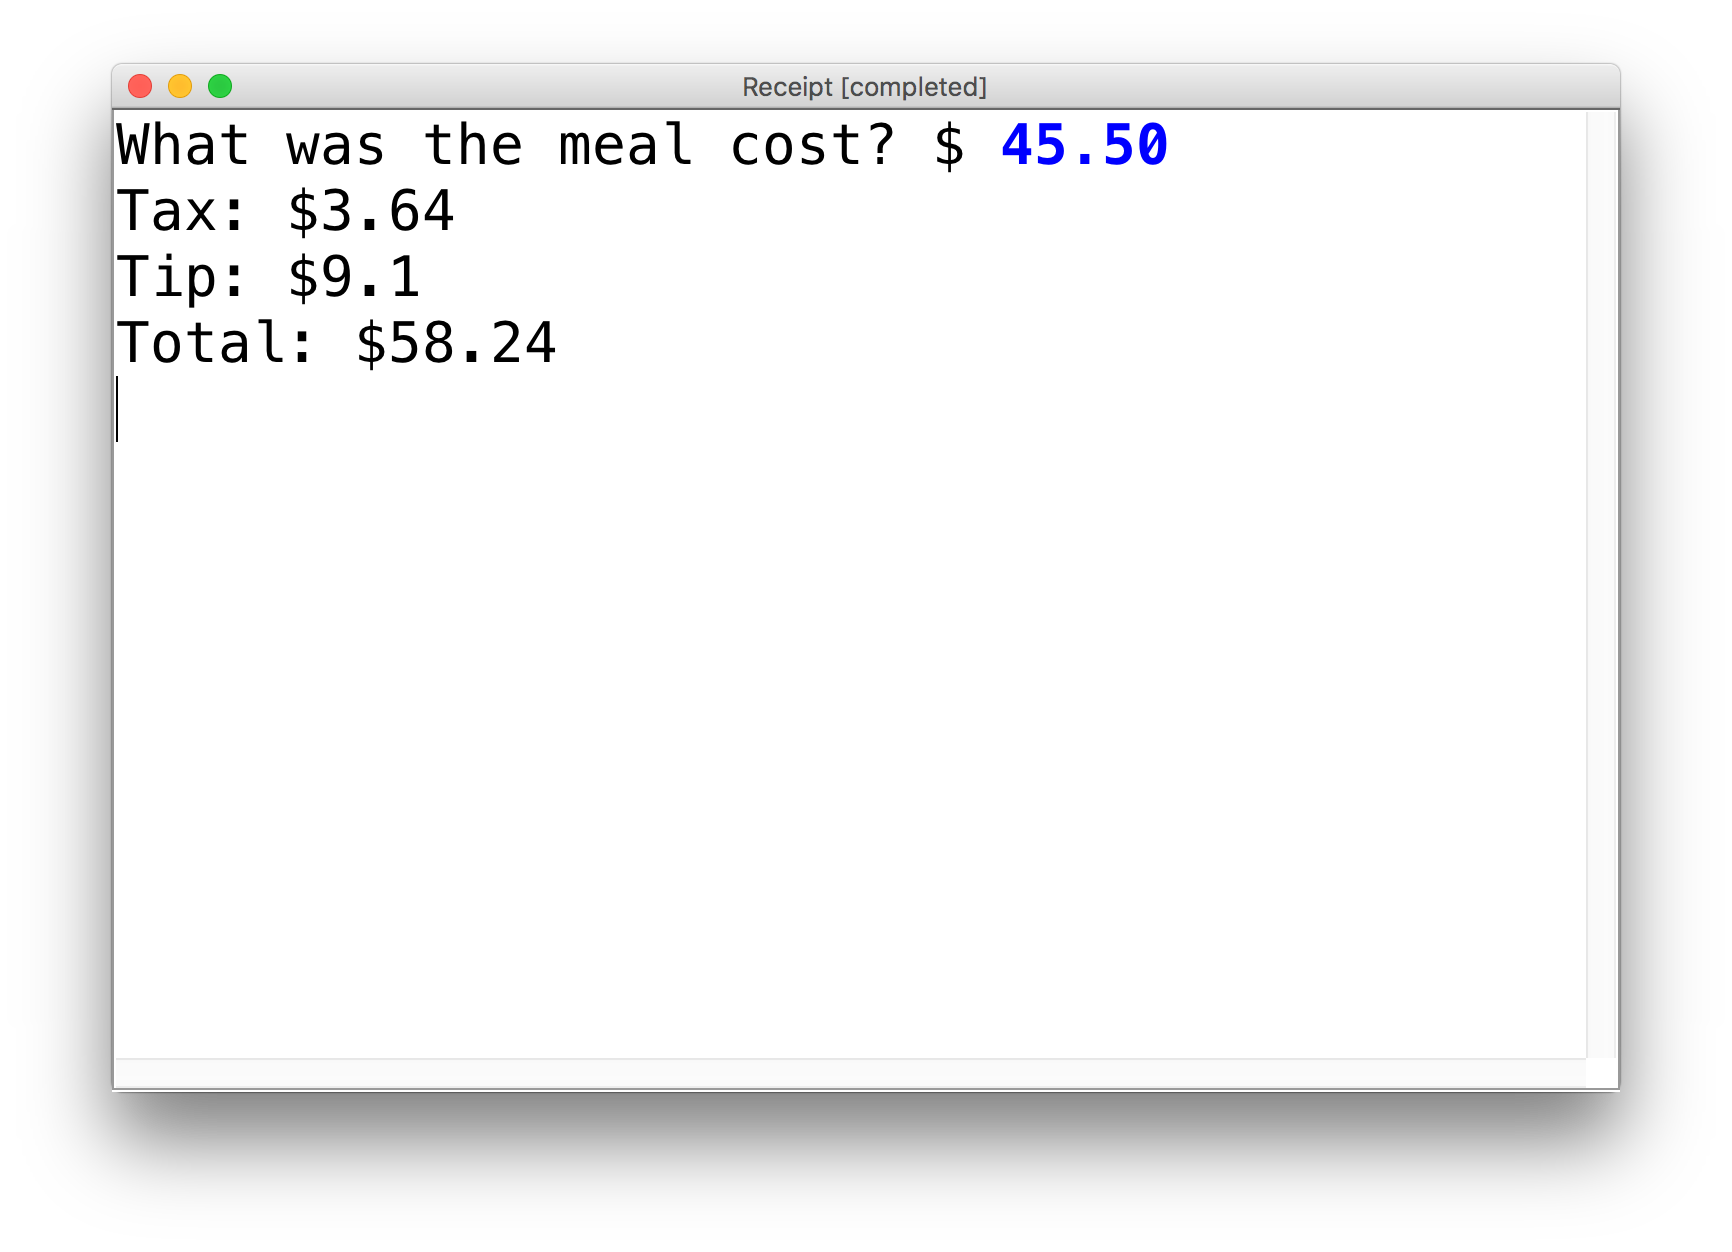 Receipt [completed]
What was the meal cost? $ 45.50
Tax: $3.64
Tip: $9.1
Total: $58.24